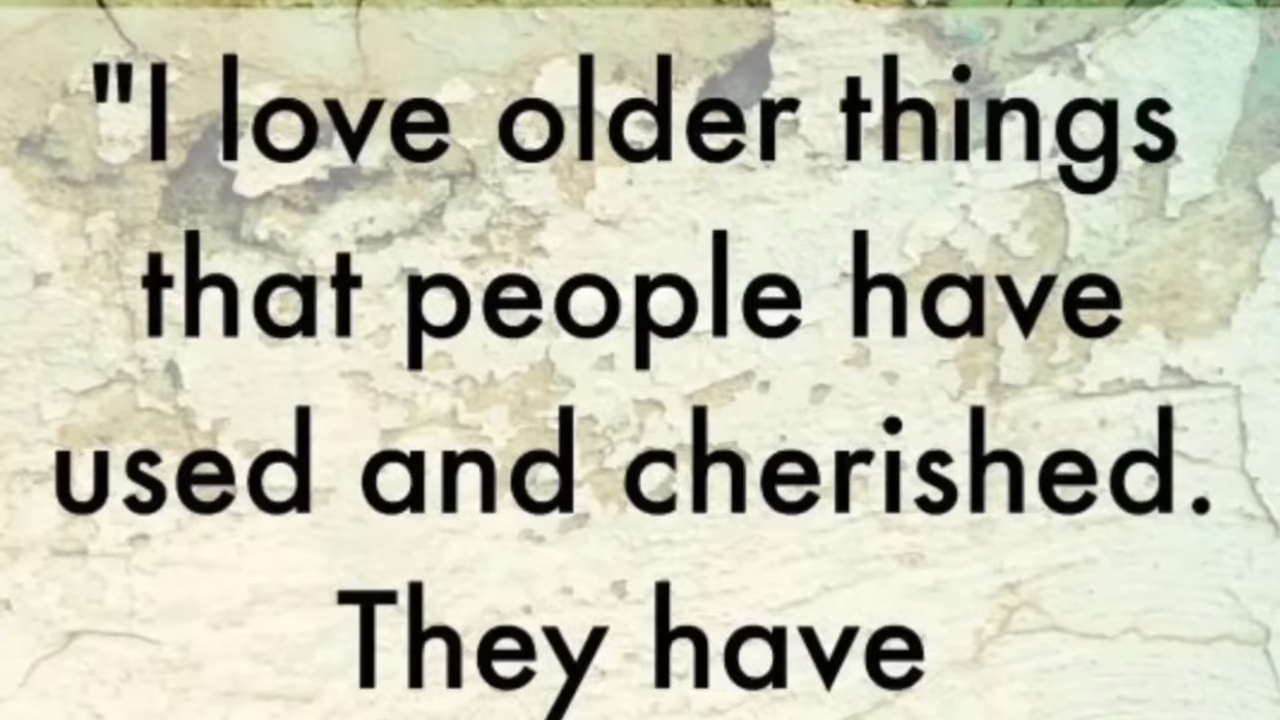 "I love older things
that people have
used and cherished.
They have